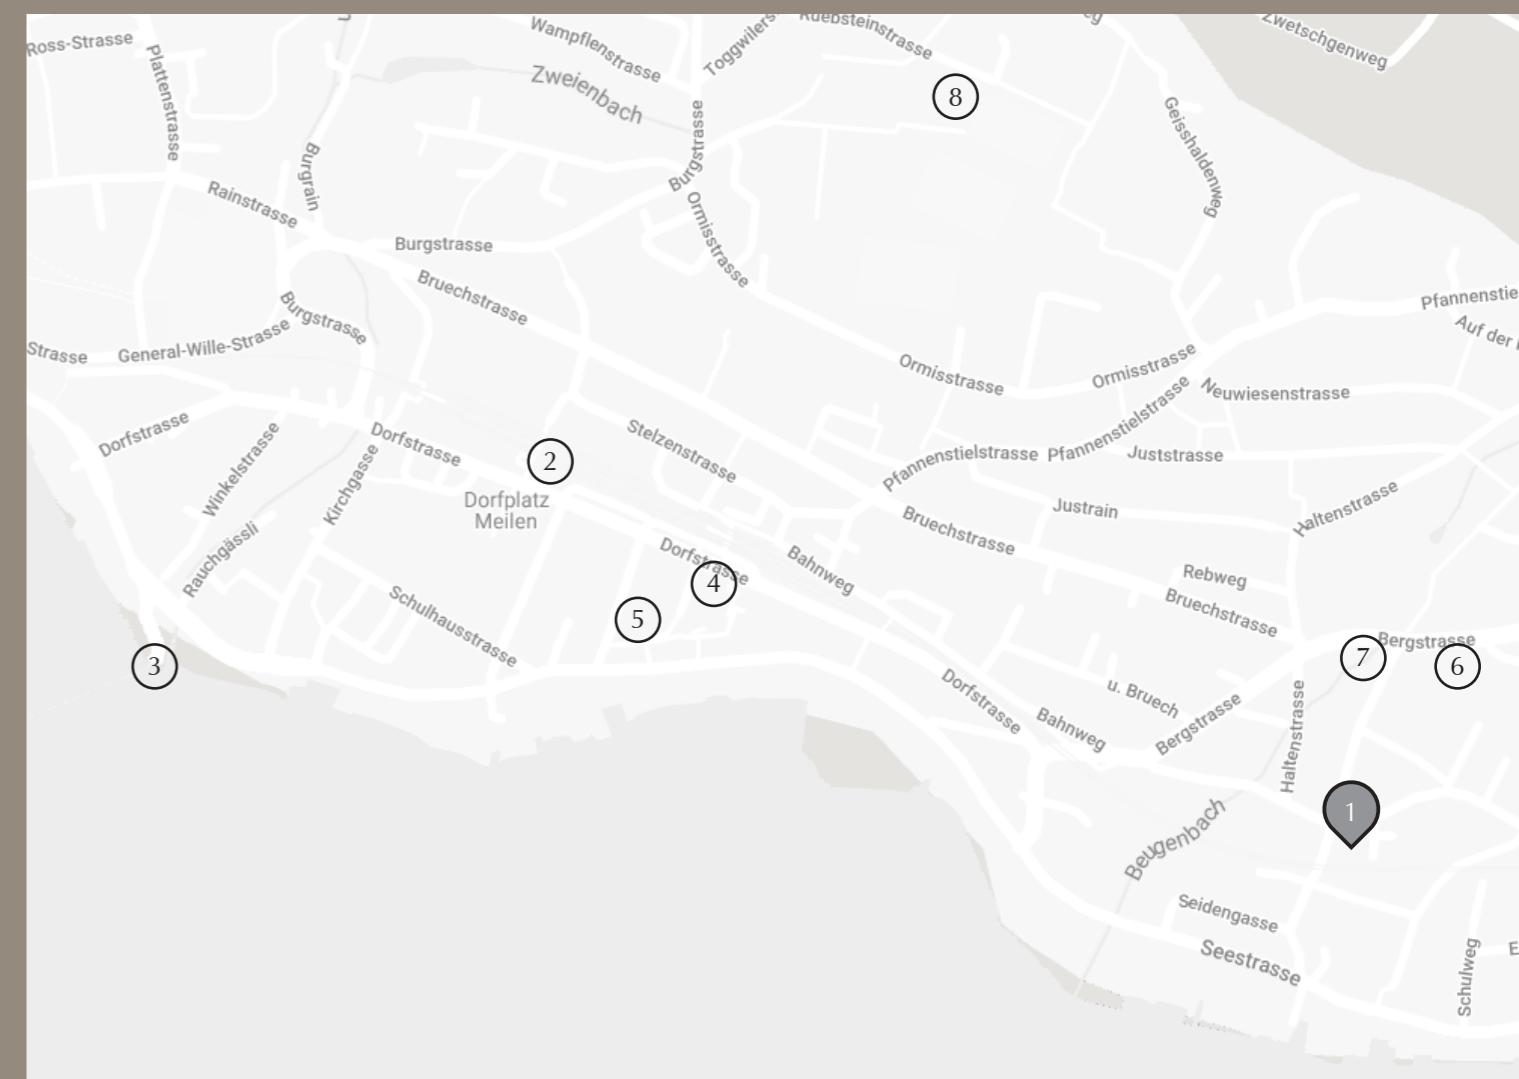 Ross-Strasse
Plattenstrasse
Wampflenstrasse
Toggwilers
Ruebsteinstrasse
eg
Zwetschgenweg
Zweienbach
8
Burgstrasse
Geisshaldenweg
Burgrain
Rainstrasse
Ormisstrasse
Burgstrasse
Bruechstrasse
Burgstrasse
Pfannenstie
Auf der
Strasse
General-Wille-Strasse
Ormisstrasse
Ormisstrasse
Neuwiesenstrasse
Dorfstrasse
Winkelstrasse
Kirchgasse
Dorfstrasse
2
Stelzenstrasse
Pfannenstielstrasse
Pfannenstielstrasse
Juststrasse
Dorfplatz
Meilen
Justrain
Haltenstrasse
Bruechstrasse
Rauchgässli
Dorfstrasse
4
Bahnweg
Rebweg
Bruechstrasse
Schulhausstrasse
5
3
7
Bergstrasse
6
Dorfstrasse
u. Bruech
Bahnweg
Bergstrasse
Haltenstrasse
1
Beugenbach
Seidengasse
Seestrasse
Schulweg
E